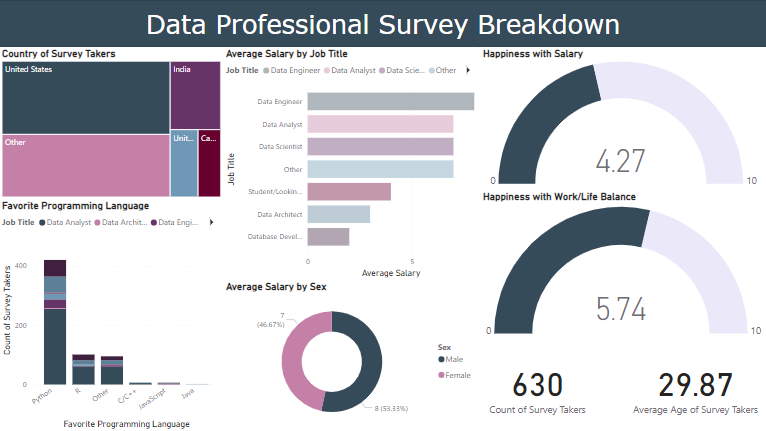 Data Professional Survey Breakdown
Country of Survey Takers
United States
India
Other
Unit...
Ca...
Favorite Programming Language
Job Title Data Analyst Data Archit... Data Engi...
Count of Survey Takers
400
200
0
Python
R
Other
C/C++
JavaScript
Java
Favorite Programming Language
Average Salary by Job Title
Job Title Data Engineer Data Analyst Data Scie... Other
Job Title
Data Engineer
Data Analyst
Data Scientist
Other
Student/Lookin...
Data Architect
Database Devel...
0 5
Average Salary
Average Salary by Sex
7
(46.67%)
8 (53.33%)
Sex
Male
Female
Happiness with Salary
4.27
0 10
Happiness with Work/Life Balance
5.74
0 10
630
Count of Survey Takers
29.87
Average Age of Survey Takers